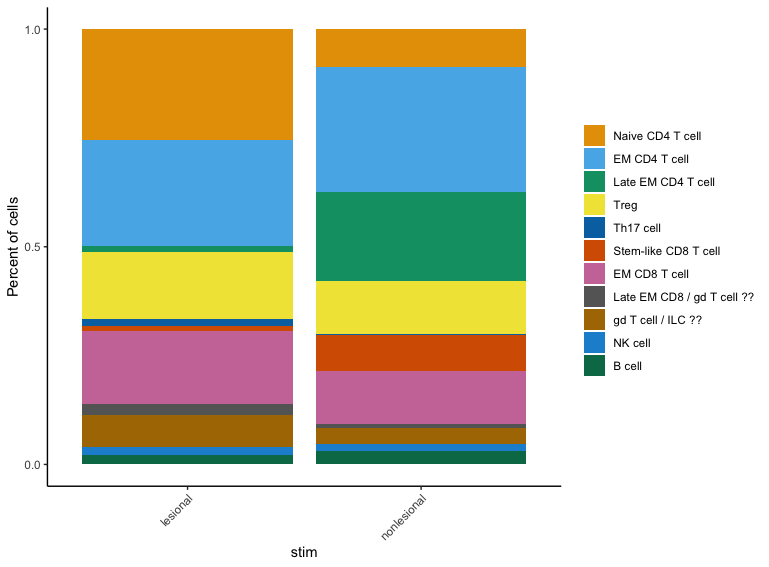 1.0
0.5
0.0
Percent of cells
lesional
nonlesional
stim
Naive CD4 T cell
EM CD4 T cell
Late EM CD4 T cell
Treg
Th17 cell
Stem-like CD8 T cell
EM CD8 T cell
Late EM CD8 / gd T cell ??
gd T cell / ILC ??
NK cell
B cell